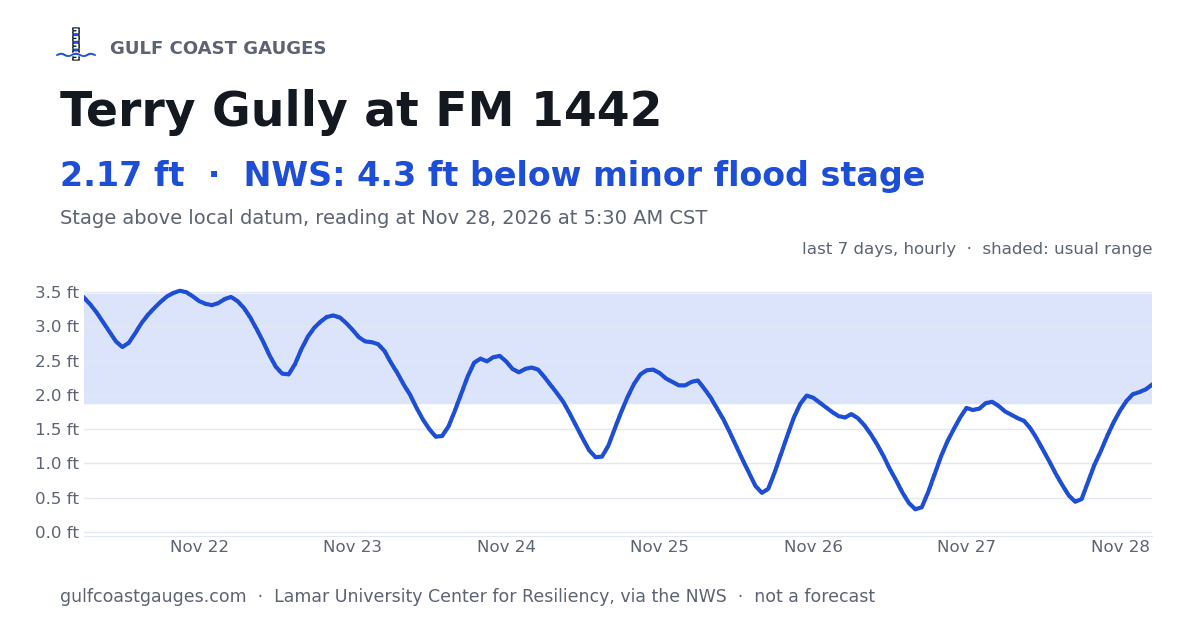 GULF COAST GAUGES
Terry Gully at FM 1442
2.17 ft · NWS: 4.3 ft below minor flood stage
Stage above local datum, reading at Nov 28, 2026 at 5:30 AM CST
last 7 days, hourly · shaded: usual range
3.5 ft
3.0 ft
2.5 ft
2.0 ft
1.5 ft
1.0 ft
0.5 ft
0.0 ft
Nov 22 Nov 23 Nov 24 Nov 25 Nov 26 Nov 27 Nov 28
gulfcoastgauges.com · Lamar University Center for Resiliency, via the NWS · not a forecast